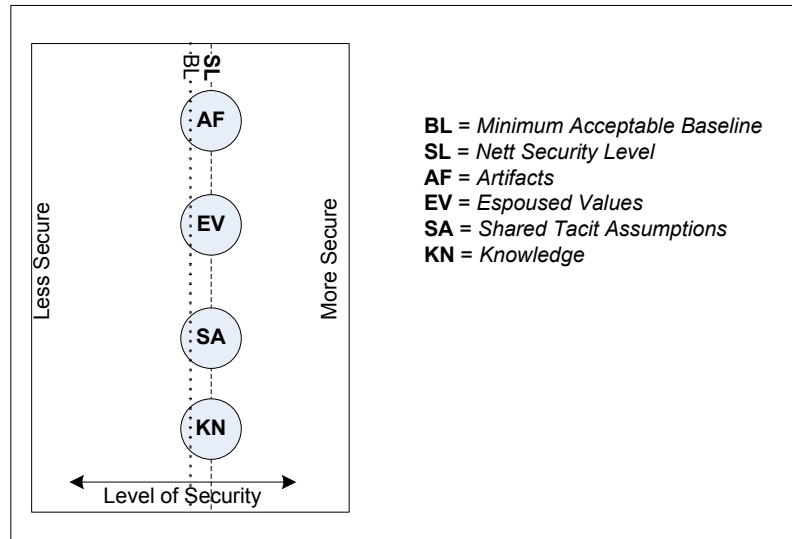 BL
SL
AF
EV
SA
KN
Less Secure
More Secure
Level of Security
BL = Minimum Acceptable Baseline
SL = Nett Security Level
AF = Artifacts
EV = Espoused Values
SA = Shared Tacit Assumptions
KN = Knowledge